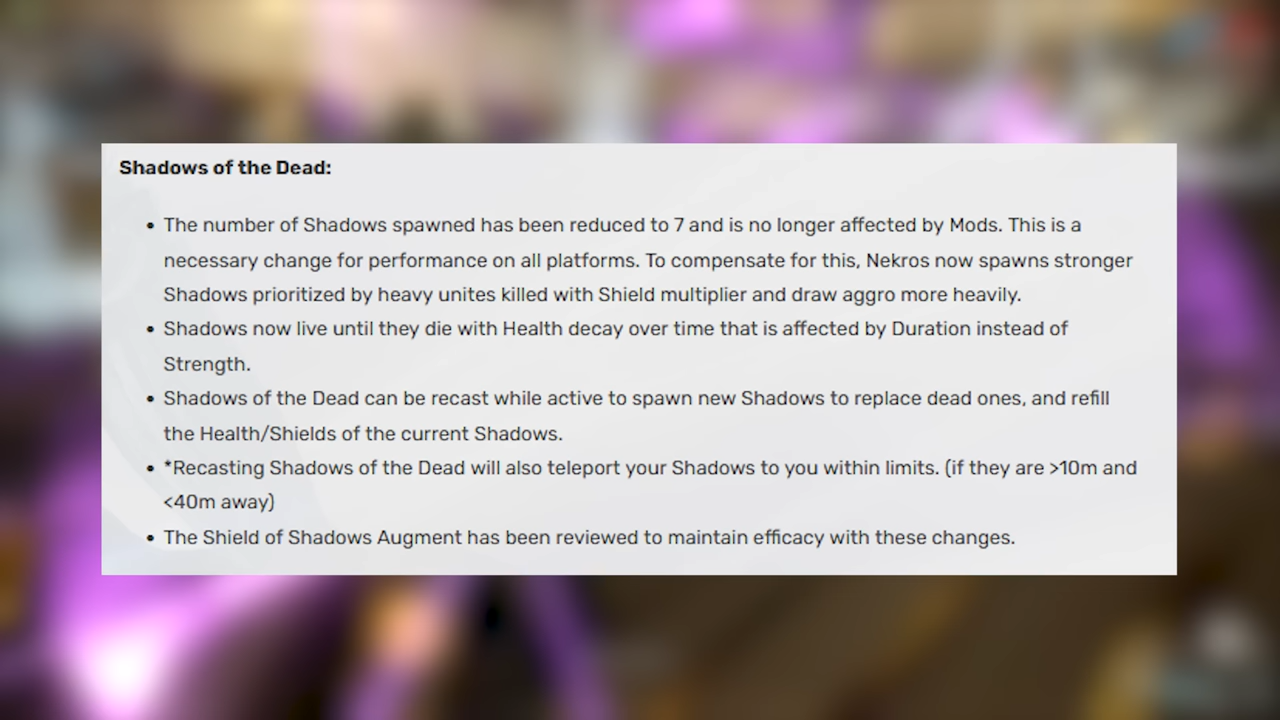 Shadows of the Dead:
• The number of Shadows spawned has been reduced to 7 and is no longer affected by Mods. This is a
necessary change for performance on all platforms. To compensate for this, Nekros now spawns stronger
Shadows prioritized by heavy unites killed with Shield multiplier and draw aggro more heavily.
• Shadows now live until they die with Health decay over time that is affected by Duration instead of
Strength.
• Shadows of the Dead can be recast while active to spawn new Shadows to replace dead ones, and refill
the Health/Shields of the current Shadows.
• *Recasting Shadows of the Dead will also teleport your Shadows to you within limits. (if they are >10m and
<40m away)
• The Shield of Shadows Augment has been reviewed to maintain efficacy with these changes.